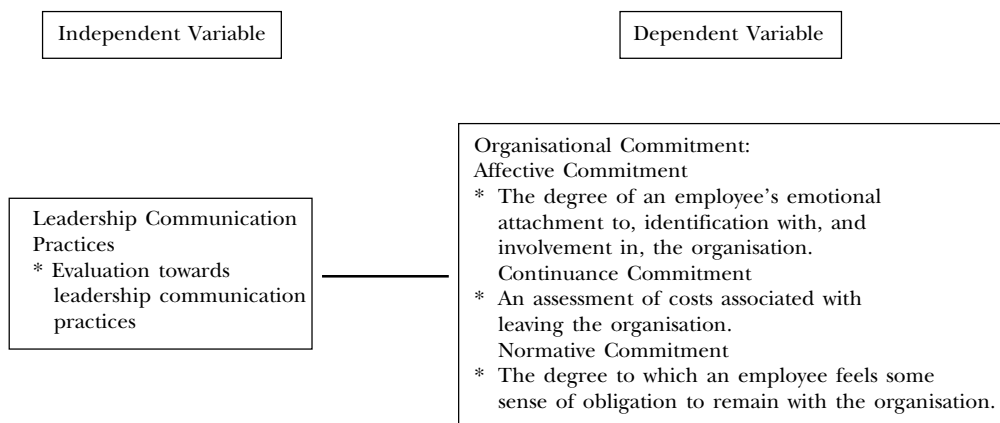 Independent Variable
Dependent Variable
Leadership Communication
Practices
* Evaluation towards
leadership communication
practices
Organisational Commitment:
Affective Commitment
* The degree of an employee’s emotional
attachment to, identification with, and
involvement in, the organisation.
Continuance Commitment
* An assessment of costs associated with
leaving the organisation.
Normative Commitment
* The degree to which an employee feels some
sense of obligation to remain with the organisation.